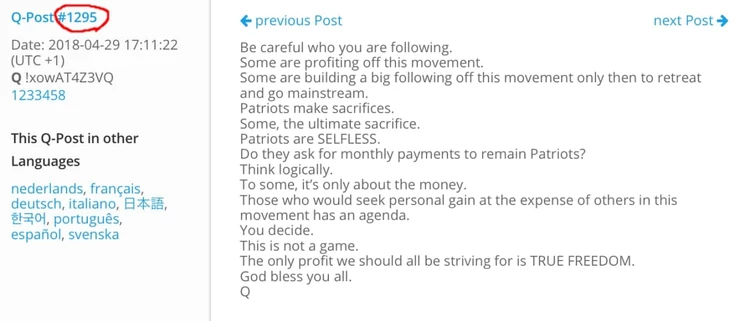 Q-Post #1295
Date: 2018-04-29 17:11:22
(UTC +1)
Q !xowAT4Z3VQ
1233458
This Q-Post in other
Languages
nederlands, français,
deutsch, italiano, 日本語,
한국어, português,
español, svenska
← previous Post
next Post →
Be careful who you are following.
Some are profiting off this movement.
Some are building a big following off this movement only then to retreat
and go mainstream.
Patriots make sacrifices.
Some, the ultimate sacrifice.
Patriots are SELFLESS.
Do they ask for monthly payments to remain Patriots?
Think logically.
To some, it’s only about the money.
Those who would seek personal gain at the expense of others in this
movement has an agenda.
You decide.
This is not a game.
The only profit we should all be striving for is TRUE FREEDOM.
God bless you all.
Q